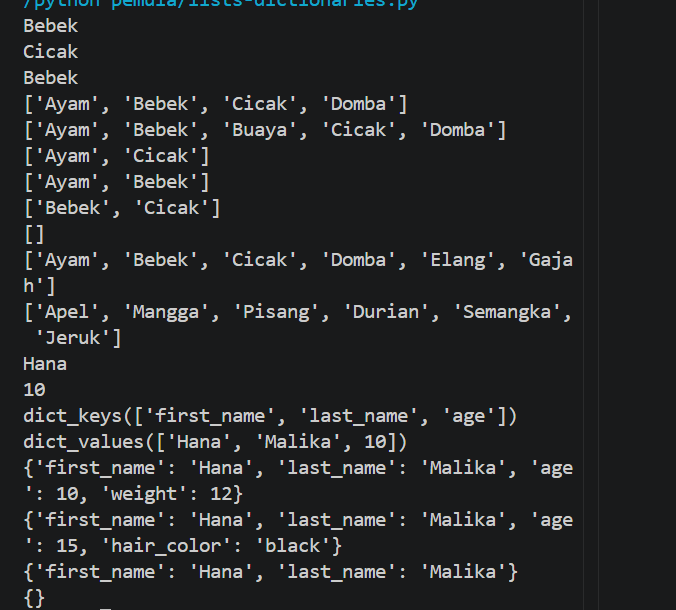 /python pemula/lists-dictionaries.py
Bebek
Cicak
Bebek
['Ayam', 'Bebek', 'Cicak', 'Domba']
['Ayam', 'Bebek', 'Buaya', 'Cicak', 'Domba']
['Ayam', 'Cicak']
['Ayam', 'Bebek']
['Bebek', 'Cicak']
[]
['Ayam', 'Bebek', 'Cicak', 'Domba', 'Elang', 'Gaja
h']
['Apel', 'Mangga', 'Pisang', 'Durian', 'Semangka',
 'Jeruk']
Hana
10
dict_keys(['first_name', 'last_name', 'age'])
dict_values(['Hana', 'Malika', 10])
{'first_name': 'Hana', 'last_name': 'Malika', 'age
': 10, 'weight': 12}
{'first_name': 'Hana', 'last_name': 'Malika', 'age
': 15, 'hair_color': 'black'}
{'first_name': 'Hana', 'last_name': 'Malika'}
{}